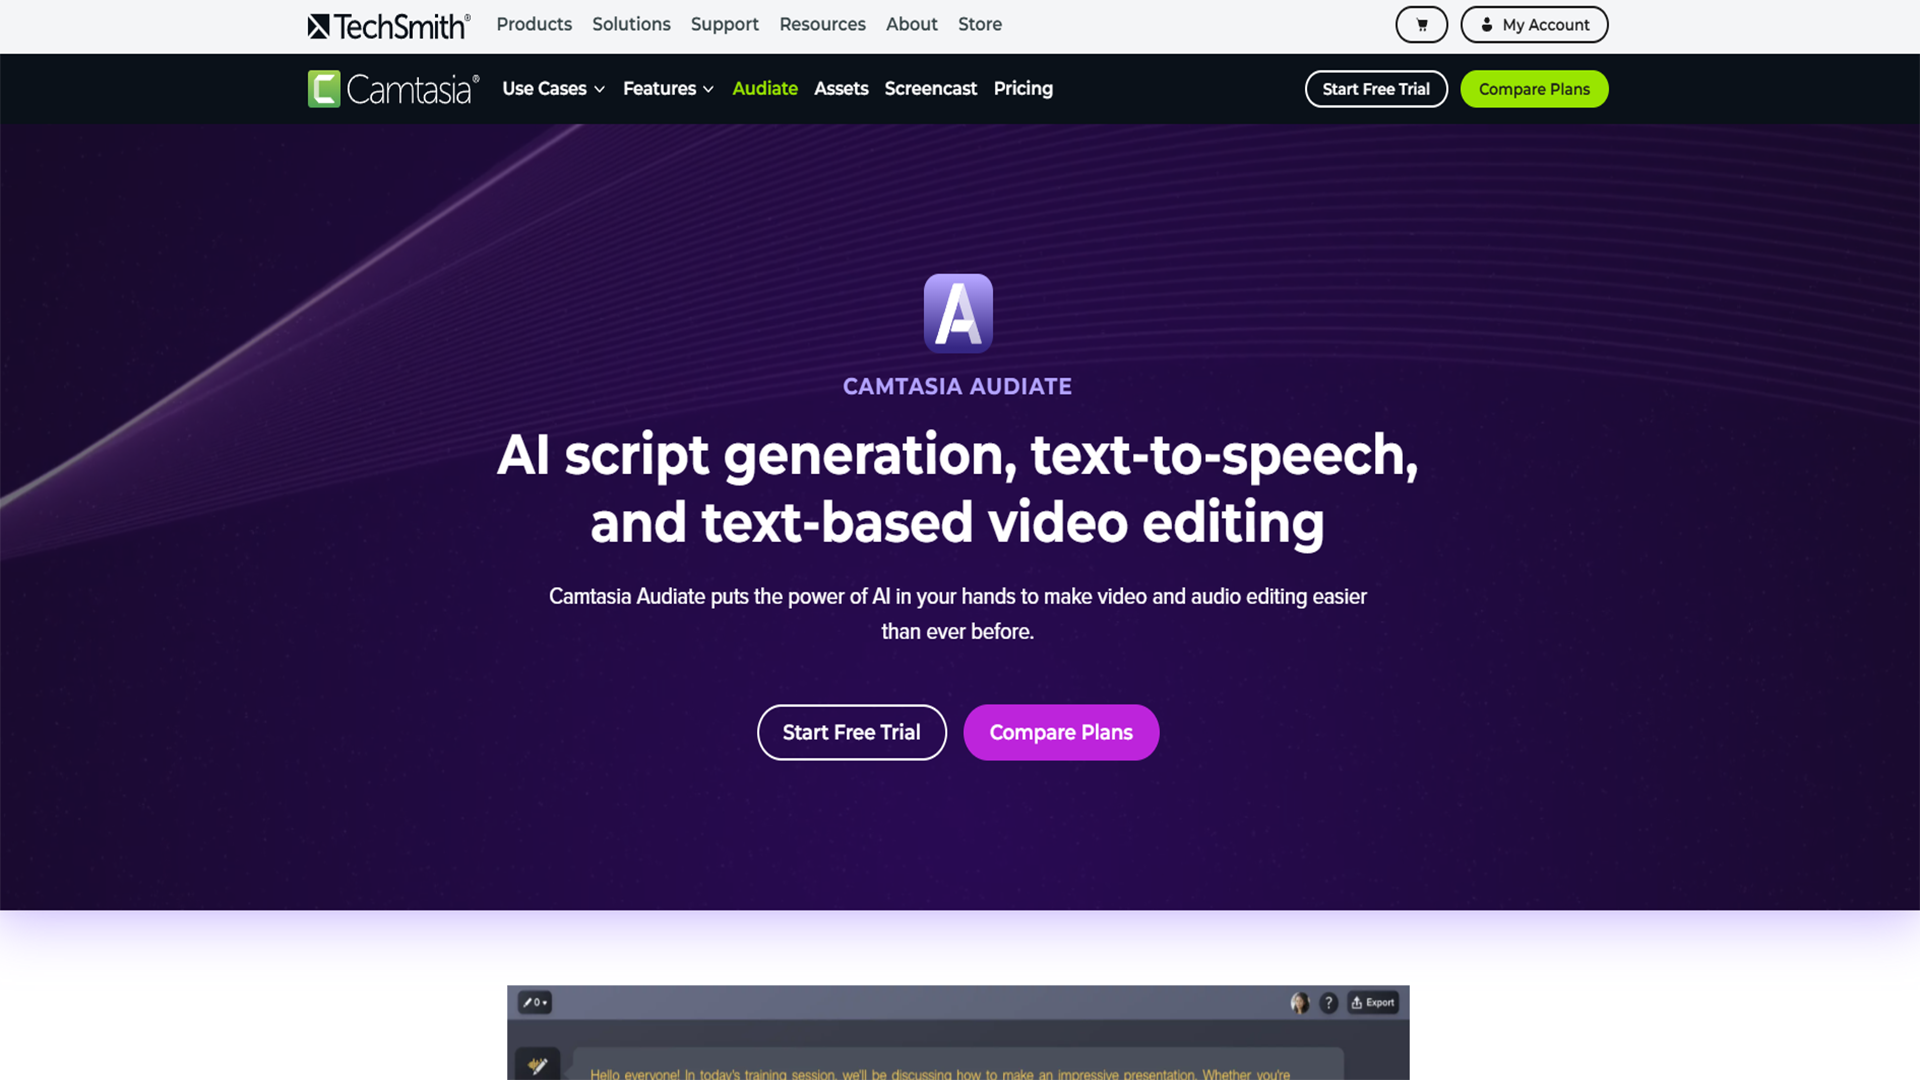 TechSmith® Products Solutions Support Resources About Store My Account
Camtasia® Use Cases Features Audiate Assets Screencast Pricing Start Free Trial Compare Plans
CAMTASIA AUDIATE
AI script generation, text-to-speech,
and text-based video editing
Camtasia Audiate puts the power of AI in your hands to make video and audio editing easier
than ever before.
Start Free Trial Compare Plans
0 ? Export
Hello everyone! In today's training session, we'll be discussing how to make an impressive presentation. Whether you're